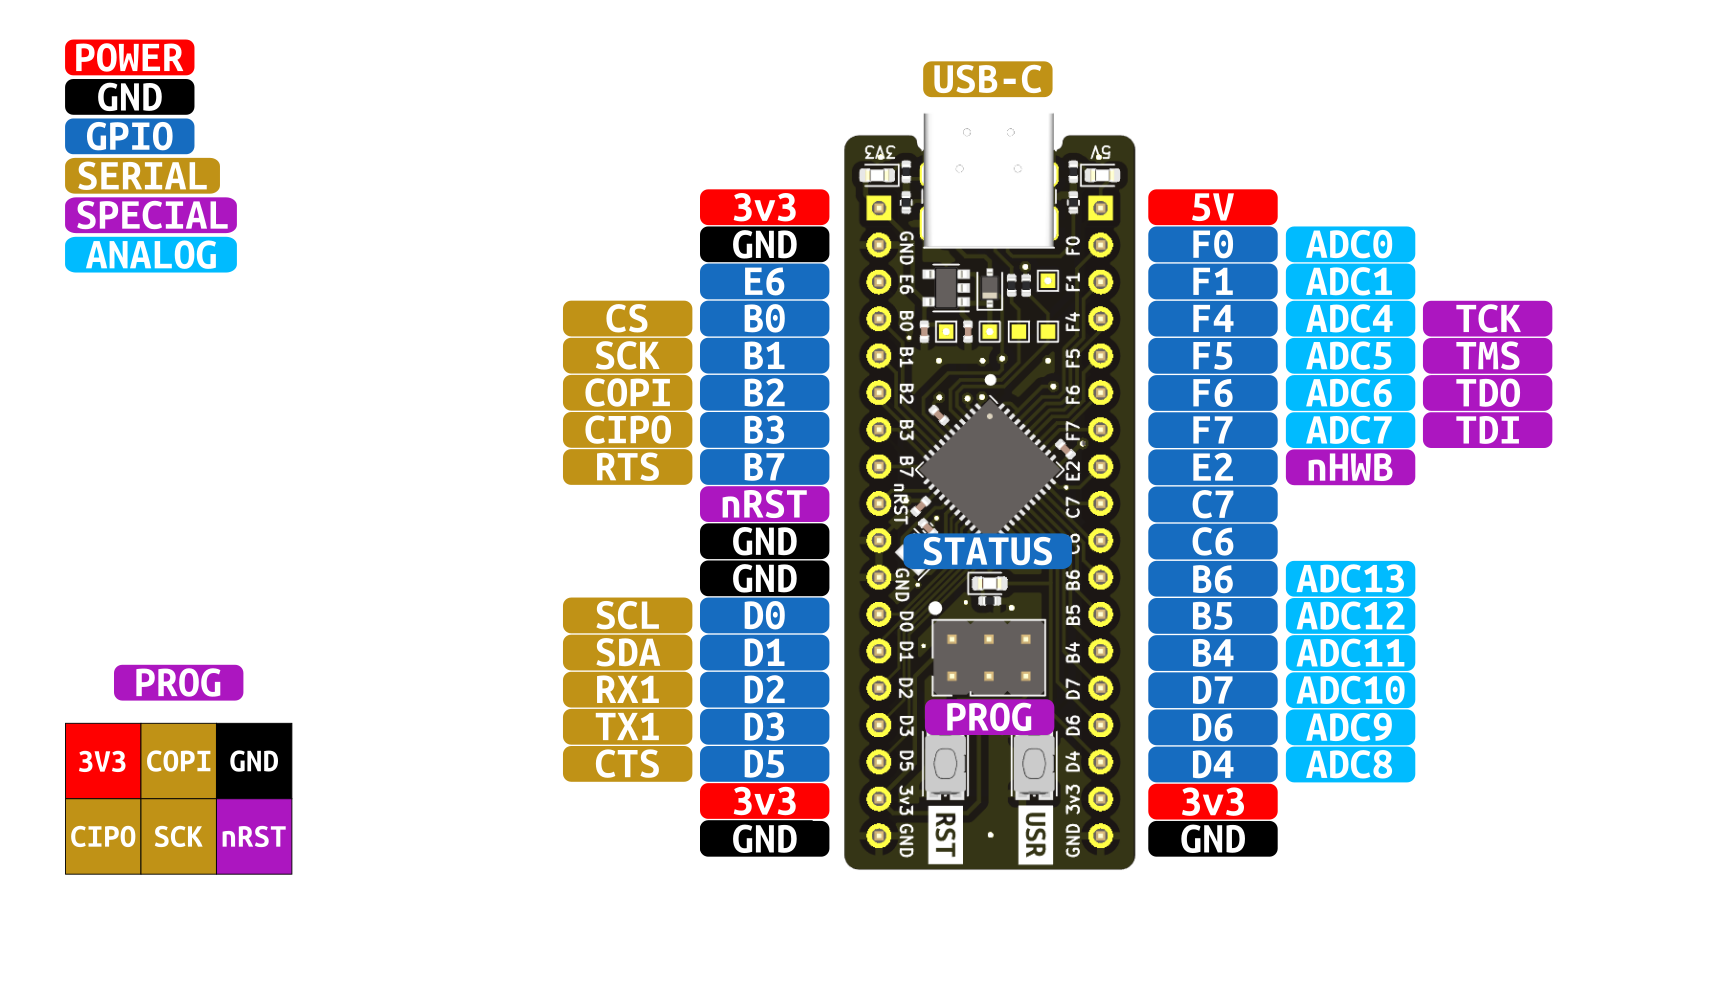 POWER
GND
GPIO
SERIAL
SPECIAL
ANALOG
USB-C
3V3 5V
3v3 5V
GND GND F0 F0 ADC0
E6 E6 F1 F1 ADC1
CS B0 B0 F4 F4 ADC4 TCK
SCK B1 B1 F5 F5 ADC5 TMS
COPI B2 B2 F6 F6 ADC6 TDO
CIPO B3 B3 F7 F7 ADC7 TDI
RTS B7 B7 E2 E2 nHWB
nRST nRST C7 C7
GND STATUS C6 C6
GND GND B6 B6 ADC13
SCL D0 D0 B5 B5 ADC12
SDA D1 D1 B4 B4 ADC11
RX1 D2 D2 D7 D7 ADC10
TX1 D3 D3 PROG D6 D6 ADC9
CTS D5 D5 D4 D4 ADC8
3v3 3v3 3v3 3v3
GND GND RST USR GND GND
PROG
3V3 COPI GND
CIPO SCK nRST